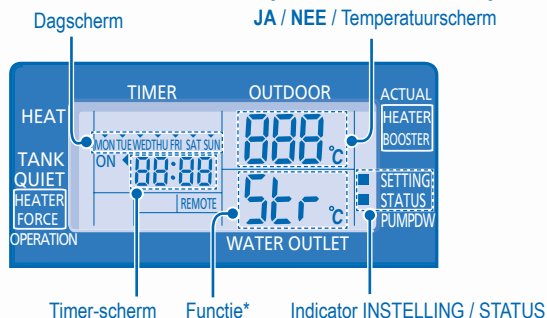 Dagscherm
JA / NEE / Temperatuurscherm
TIMER
OUTDOOR
ACTUAL
HEAT
HEATER
BOOSTER
MON TUE WED THU FRI SAT SUN
ON
88:88
888 °C
TANK
QUIET
HEATER
FORCE
OPERATION
REMOTE
Str °C
SETTING
STATUS
PUMPDW
WATER OUTLET
Timer-scherm
Functie*
Indicator INSTELLING / STATUS